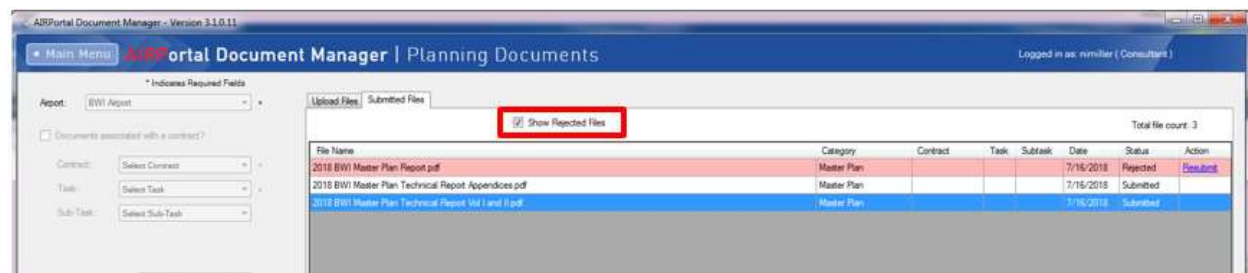 AIRPortal Document Manager - Version 3.1.0.11
Main Menu AIRPortal Document Manager | Planning Documents Logged in as: nimilier ( Consultant )
* Indicates Required Fields
Airport: BWI Airport *
Upload Files Submitted Files
Show Rejected Files Total file count: 3
Documents associated with a contract?
Contract: Select Contract *
Task: Select Task *
Sub-Task: Select Sub-Task
File Name Category Contract Task Subtask Date Status Action
2018 BWI Master Plan Report.pdf Master Plan 7/16/2018 Rejected Resubmit
2018 BWI Master Plan Technical Report Appendices.pdf Master Plan 7/16/2018 Submitted
2018 BWI Master Plan Technical Report Vol I and II.pdf Master Plan 7/16/2018 Submitted